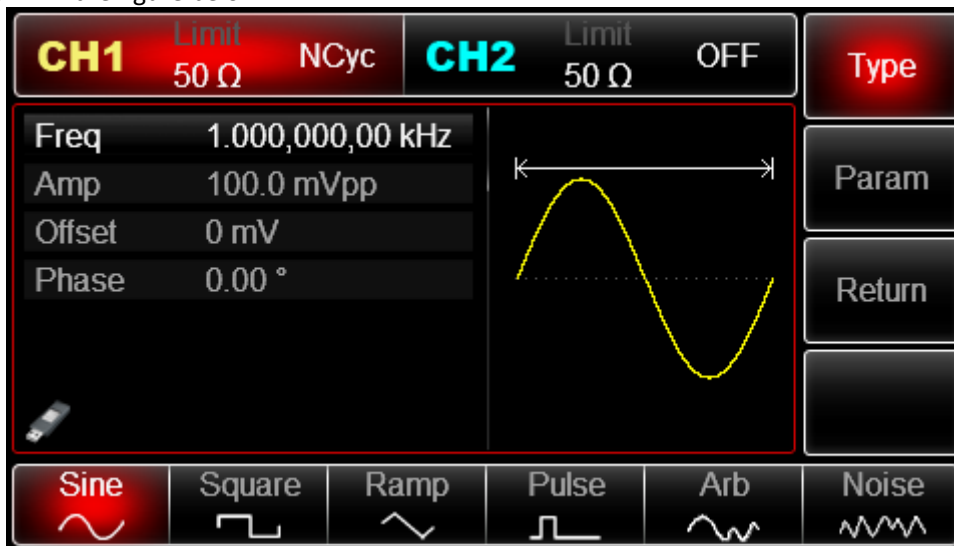 CH1 Limit 50 Ω NCyc CH2 Limit 50 Ω OFF
Type
Freq 1.000,000,00 kHz
Amp 100.0 mVpp
Offset 0 mV
Phase 0.00 °
Param
Return
Sine Square Ramp Pulse Arb Noise